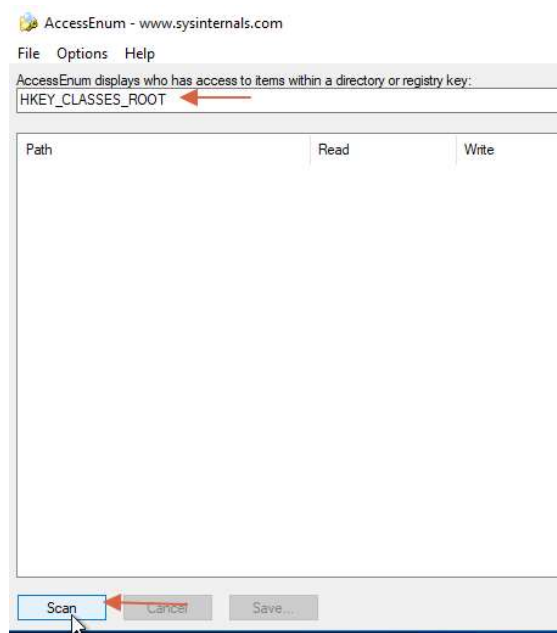 AccessEnum - www.sysinternals.com
File Options Help
AccessEnum displays who has access to items within a directory or registry key:
HKEY_CLASSES_ROOT
Path Read Write
Scan Cancel Save...